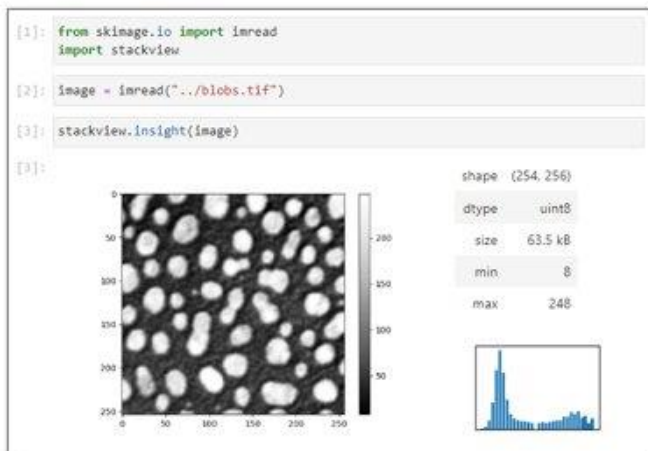 [1]: from skimage.io import imread
import stackview
[2]: image = imread("../blobs.tif")
[3]: stackview.insight(image)
[3]:
shape (254, 256)
dtype uint8
size 63.5 kB
min 8
max 248
0
50
100
150
200
250
0 50 100 150 200 250
200
150
100
50